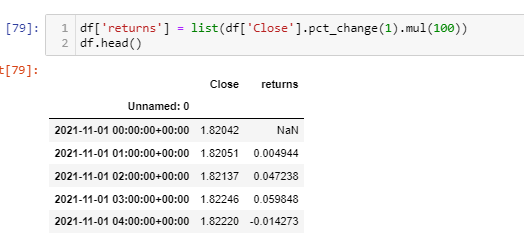 [79]: 1 df['returns'] = list(df['Close'].pct_change(1).mul(100))
2 df.head()
t[79]:
Close returns
Unnamed: 0
2021-11-01 00:00:00+00:00 1.82042 NaN
2021-11-01 01:00:00+00:00 1.82051 0.004944
2021-11-01 02:00:00+00:00 1.82137 0.047238
2021-11-01 03:00:00+00:00 1.82246 0.059848
2021-11-01 04:00:00+00:00 1.82220 -0.014273